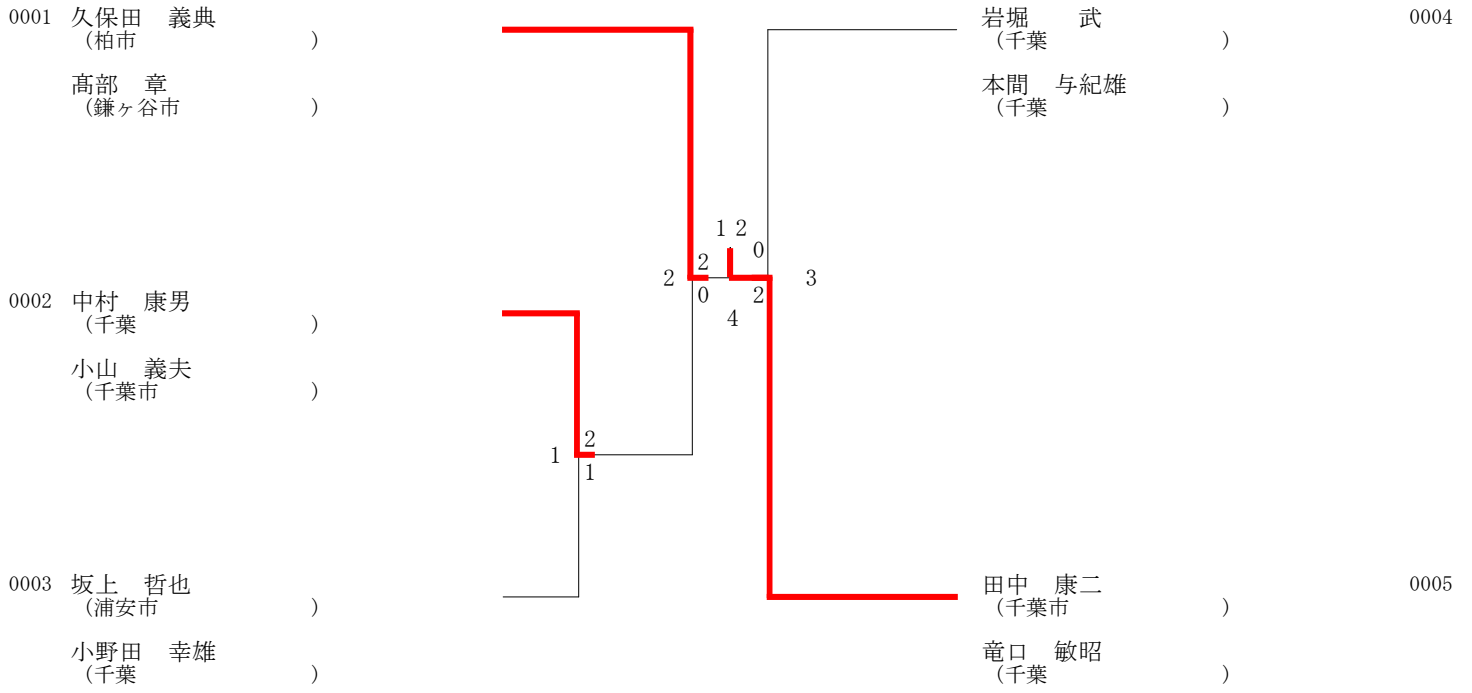 0001 久保田　義典
(柏市　　　　　　　　)
髙部　章
(鎌ヶ谷市　　　　　　)
0002 中村　康男
(千葉　　　　　　　　)
小山　義夫
(千葉市　　　　　　　)
0003 坂上　哲也
(浦安市　　　　　　　)
小野田　幸雄
(千葉　　　　　　　　)
1
2
1
2
2
0
1 2
0
2
3
4
岩堀　　武 0004
(千葉　　　　　　　　)
本間　与紀雄
(千葉　　　　　　　　)
田中　康二 0005
(千葉市　　　　　　　)
竜口　敏昭
(千葉　　　　　　　　)